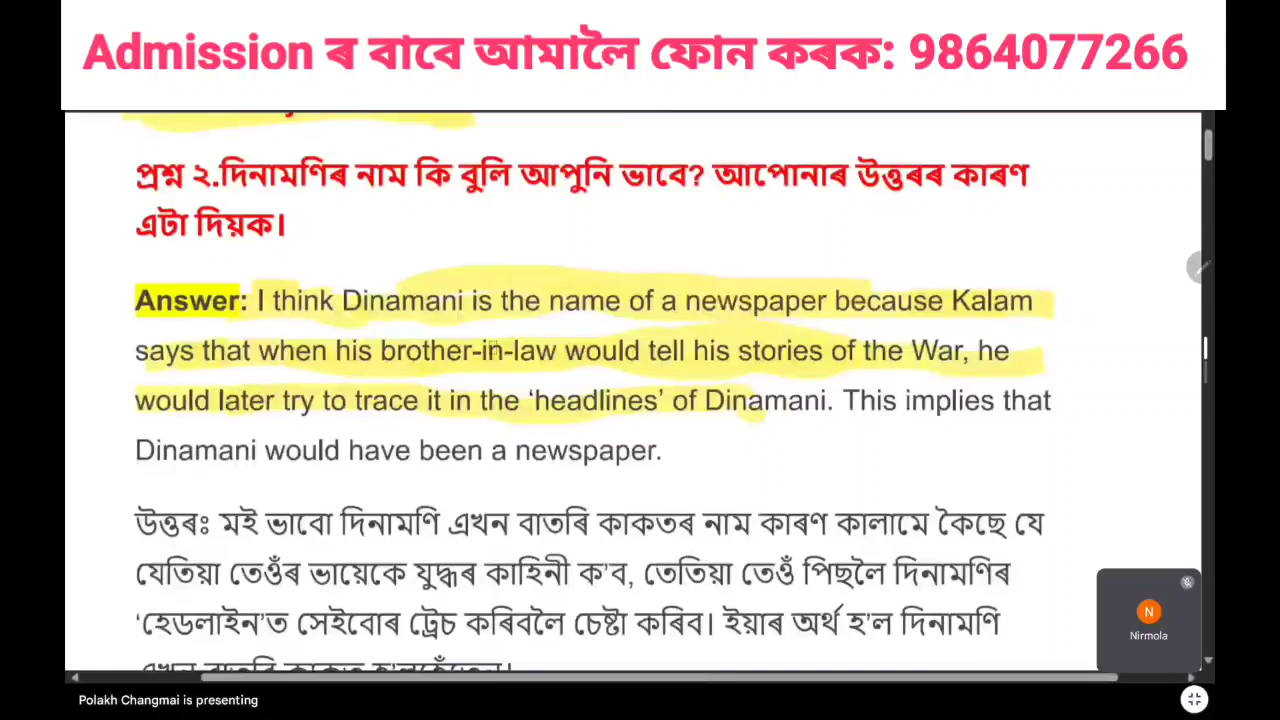 Admission ৰ বাবে আমালৈ ফোন কৰক: 9864077266
প্ৰশ্ন ২.দিনামণিৰ নাম কি বুলি আপুনি ভাবে? আপোনাৰ উত্তৰৰ কাৰণ
এটা দিয়ক।
Answer: I think Dinamani is the name of a newspaper because Kalam
says that when his brother-in-law would tell his stories of the War, he
would later try to trace it in the ‘headlines’ of Dinamani. This implies that
Dinamani would have been a newspaper.
উত্তৰঃ মই ভাবো দিনামণি এখন বাতৰি কাকতৰ নাম কাৰণ কালামে কৈছে যে
যেতিয়া তেওঁৰ ভায়েকে যুদ্ধৰ কাহিনী ক’ব, তেতিয়া তেওঁ পিছলৈ দিনামণিৰ
‘হেডলাইন’ত সেইবোৰ ট্ৰেচ কৰিবলৈ চেষ্টা কৰিব। ইয়াৰ অৰ্থ হ’ল দিনামণি
এখন বাতৰি কাকত হ’লহেঁতেন।
N
Nirmola
Polakh Changmai is presenting